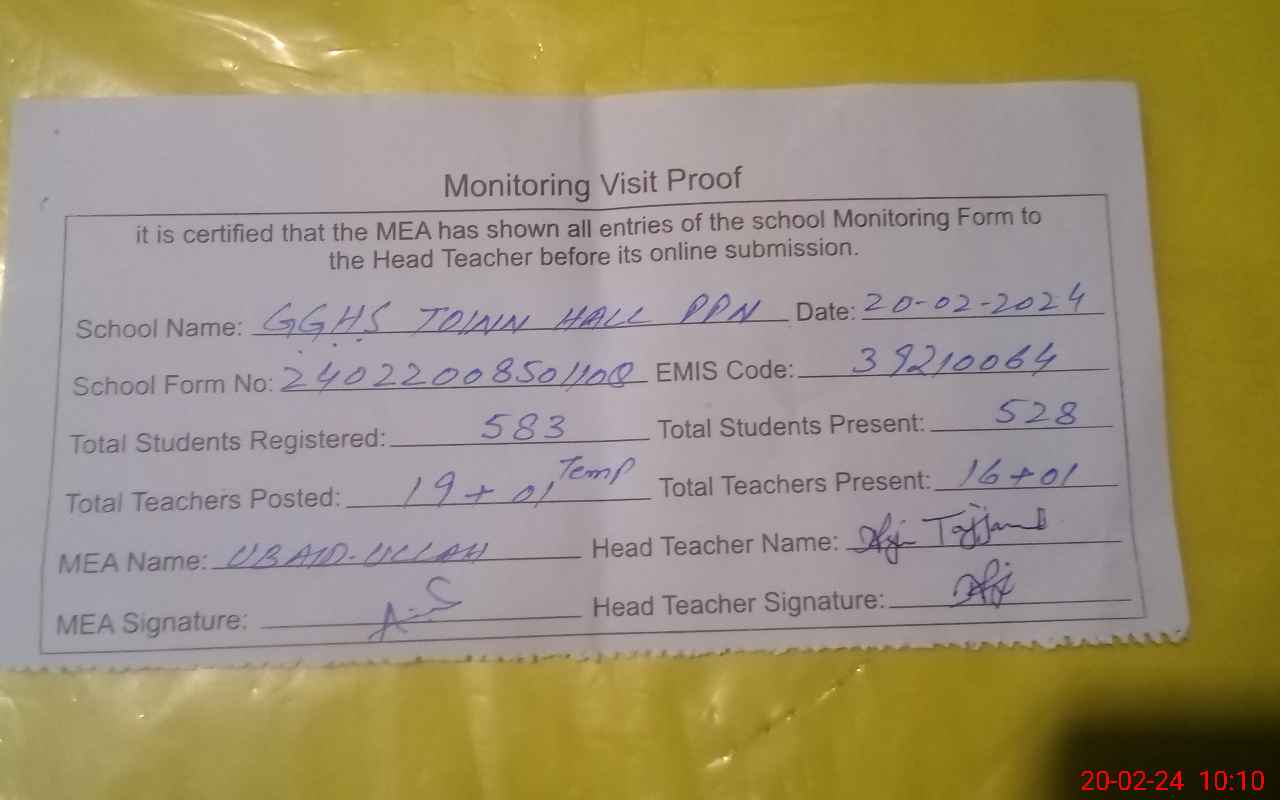 Monitoring Visit Proof
it is certified that the MEA has shown all entries of the school Monitoring Form to
the Head Teacher before its online submission.
School Name: GGHS TOWN HALL PPN Date: 20-02-2024
School Form No: 24022008501108 EMIS Code: 39210064
Total Students Registered: 583 Total Students Present: 528
Total Teachers Posted: 19+01 Temp Total Teachers Present: 16+01
MEA Name: UBAID-ULLAH Head Teacher Name:
MEA Signature: Head Teacher Signature:
20-02-24 10:10